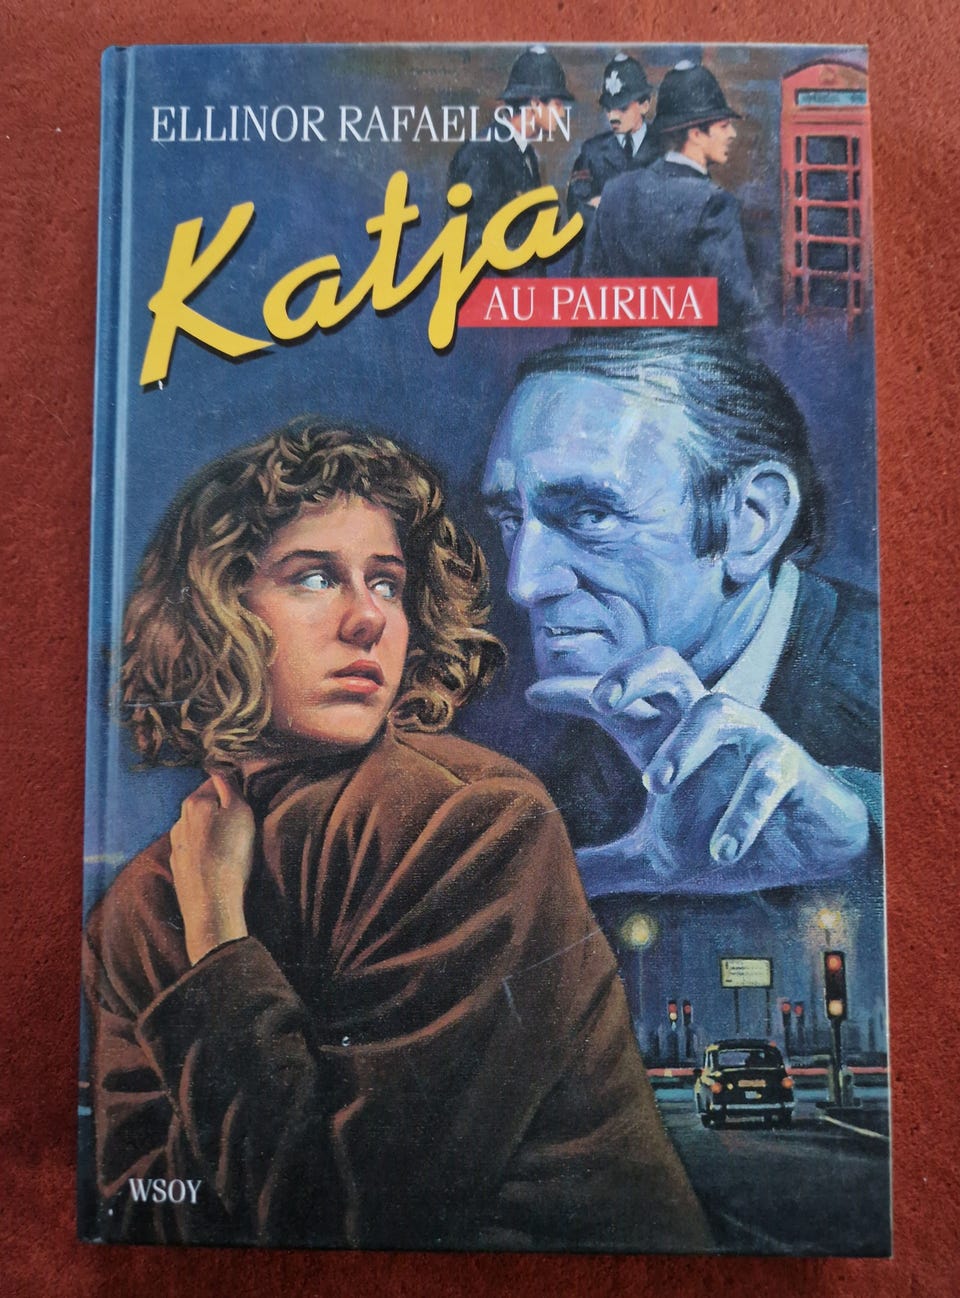 ELLINOR RAFAELSEN
Katja
AU PAIRINA
WSOY